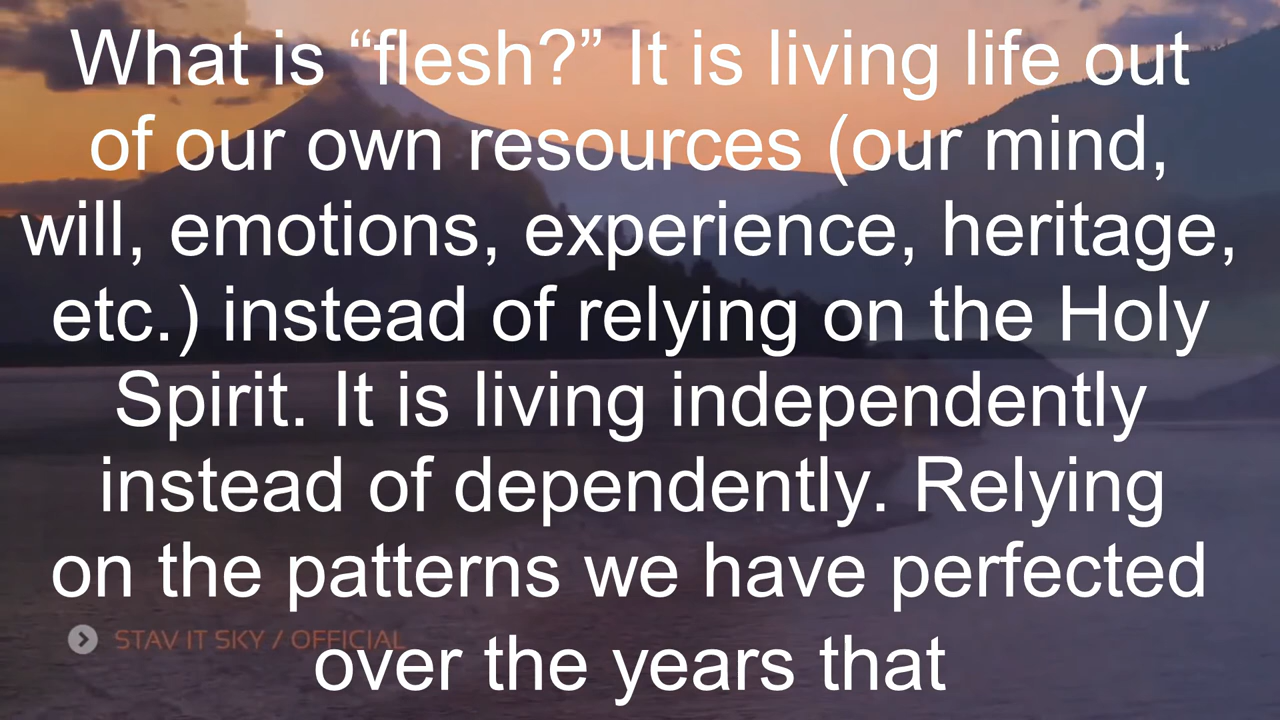 What is “flesh?” It is living life out
of our own resources (our mind,
will, emotions, experience, heritage,
etc.) instead of relying on the Holy
Spirit. It is living independently
instead of dependently. Relying
on the patterns we have perfected
STAV IT SKY / OFFICIAL
over the years that